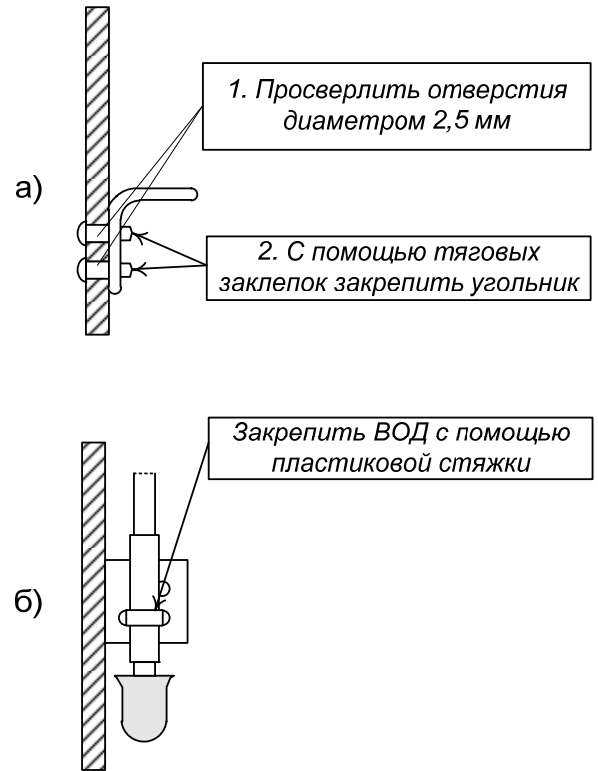 1. Просверлить отверстия
диаметром 2,5 мм
а)
2. С помощью тяговых
заклепок закрепить угольник
Закрепить ВОД с помощью
пластиковой стяжки
б)